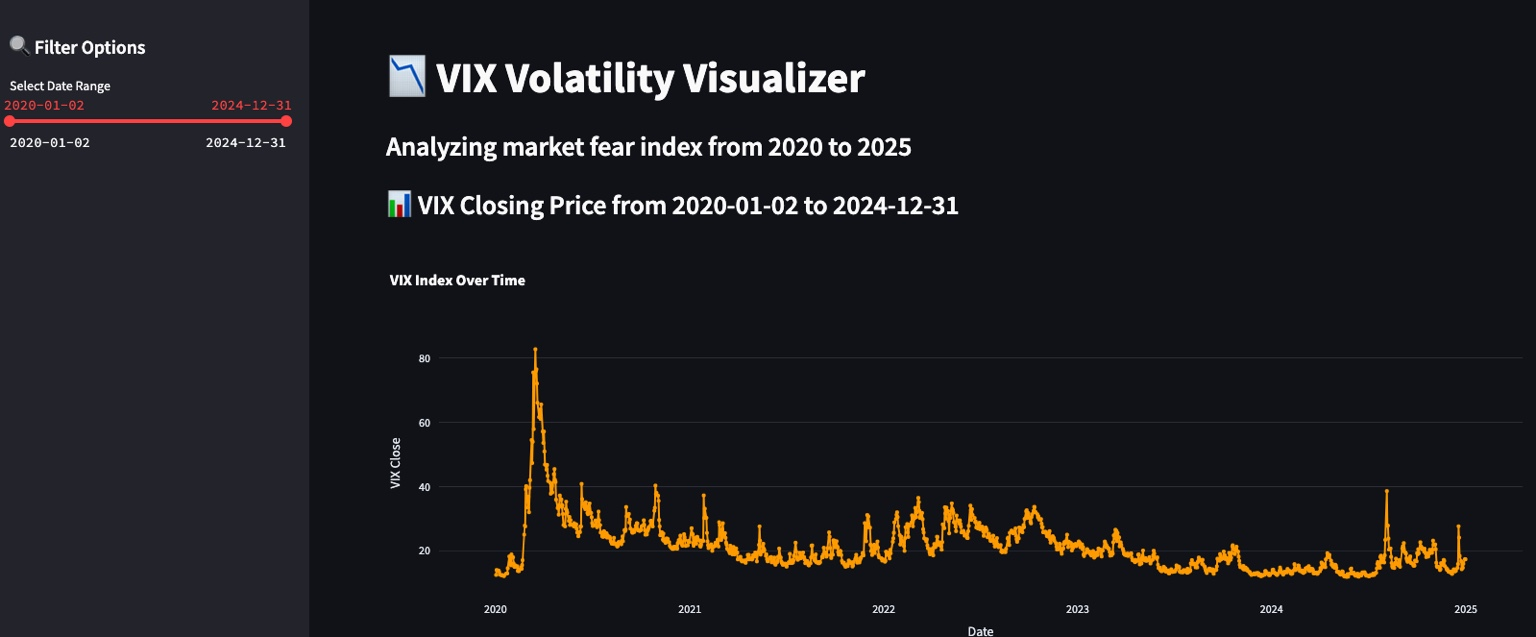 Filter Options
Select Date Range
2020-01-02 2024-12-31
2020-01-02 2024-12-31
VIX Volatility Visualizer
Analyzing market fear index from 2020 to 2025
VIX Closing Price from 2020-01-02 to 2024-12-31
VIX Index Over Time
80
60
40
20
VIX Close
2020 2021 2022 2023 2024 2025
Date